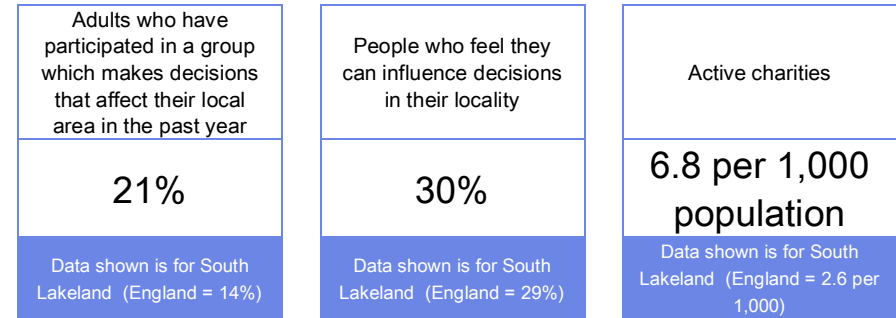 Adults who have
participated in a group
which makes decisions
that affect their local
area in the past year
21%
Data shown is for South
Lakeland (England = 14%)
People who feel they
can influence decisions
in their locality
30%
Data shown is for South
Lakeland (England = 29%)
Active charities
6.8 per 1,000
population
Data shown is for South
Lakeland (England = 2.6 per
1,000)